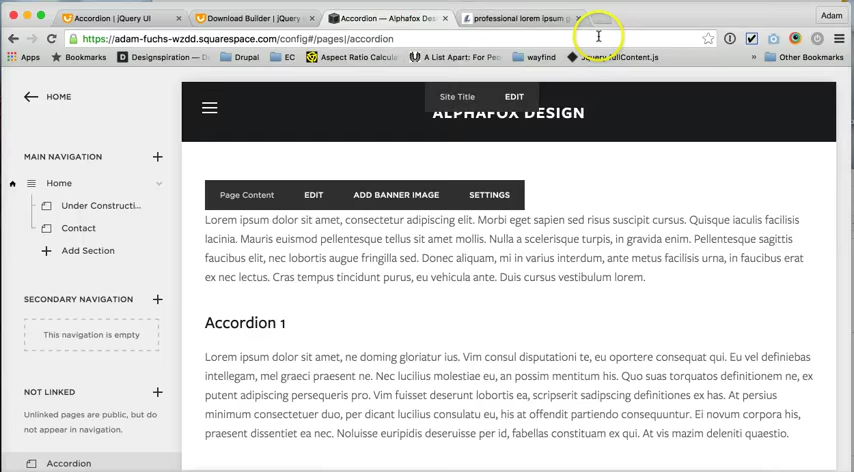 Accordion | jQuery UI
Download Builder | jQuery
Accordion — Alphafox Des
professional lorem ipsum g
Adam
https://adam-fuchs-wzdd.squarespace.com/config#/pages|/accordion
Apps
Bookmarks
Designspiration —
Drupal
EC
Aspect Ratio Calcula
A List Apart: For Peo
wayfind
jquery.fullContent.js
»
Other Bookmarks
HOME
Site Title
EDIT
ALPHAFOX DESIGN
MAIN NAVIGATION
Home
Under Constructi...
Contact
Add Section
SECONDARY NAVIGATION
This navigation is empty
NOT LINKED
Unlinked pages are public, but do
not appear in navigation.
Accordion
Page Content
EDIT
ADD BANNER IMAGE
SETTINGS
Lorem ipsum dolor sit amet, consectetur adipiscing elit. Morbi eget sapien sed risus suscipit cursus. Quisque iaculis facilisis
lacinia. Mauris euismod pellentesque tellus sit amet mollis. Nulla a scelerisque turpis, in gravida enim. Pellentesque sagittis
faucibus elit, nec lobortis augue fringilla sed. Donec aliquam, mi in varius interdum, ante metus facilisis urna, at lobortis erat
ex nec lectus. Cras tempus tincidunt purus, eu vehicula ante. Duis cursus vestibulum lorem.
Accordion 1
Lorem ipsum dolor sit amet, ne doming gloriatur ius. Vim consul disputationi te, eu oportere consequat qui. Eu vel definiebas
intellegam, mel graeci praesent ne. Nec lucilius molestiae eu, an possim mentitum his. Quo suas torquatos definitionem ne, ex
putent adipiscing persequeris pro. Vim fuisset deserunt lobortis ea, scripserit sadipscing definitiones ex has. At pertinax
minimum consectetuer duo, per dicant lucilius consulatu eu, his at offendit partiendo consequuntur. Ei novum corpora his,
praesent dissentiet ea nec. Nouluise euripidis deseruisse per id, fabellas constituam ex qui. At vis mazim deleniti quaestio.